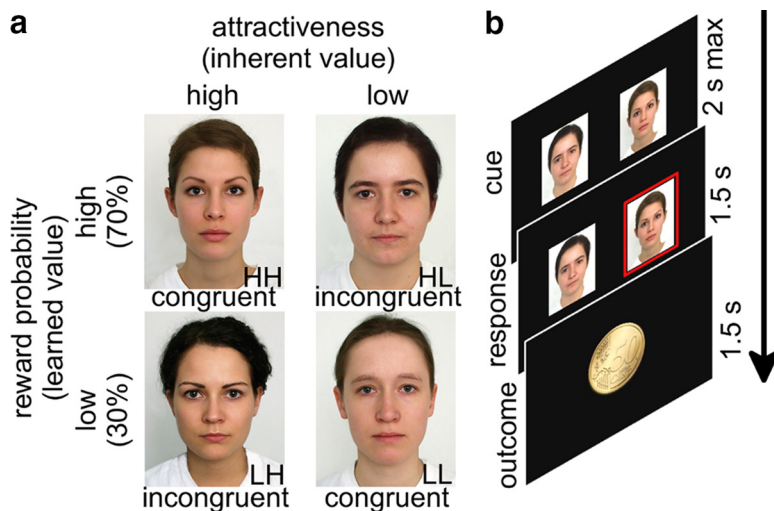 a
attractiveness
(inherent value)
high low
reward probability
(learned value)
high
(70%)
HH
congruent
HL
incongruent
low
(30%)
LH
incongruent
LL
congruent
b
cue
2 s max
response
1.5 s
outcome
1.5 s
50